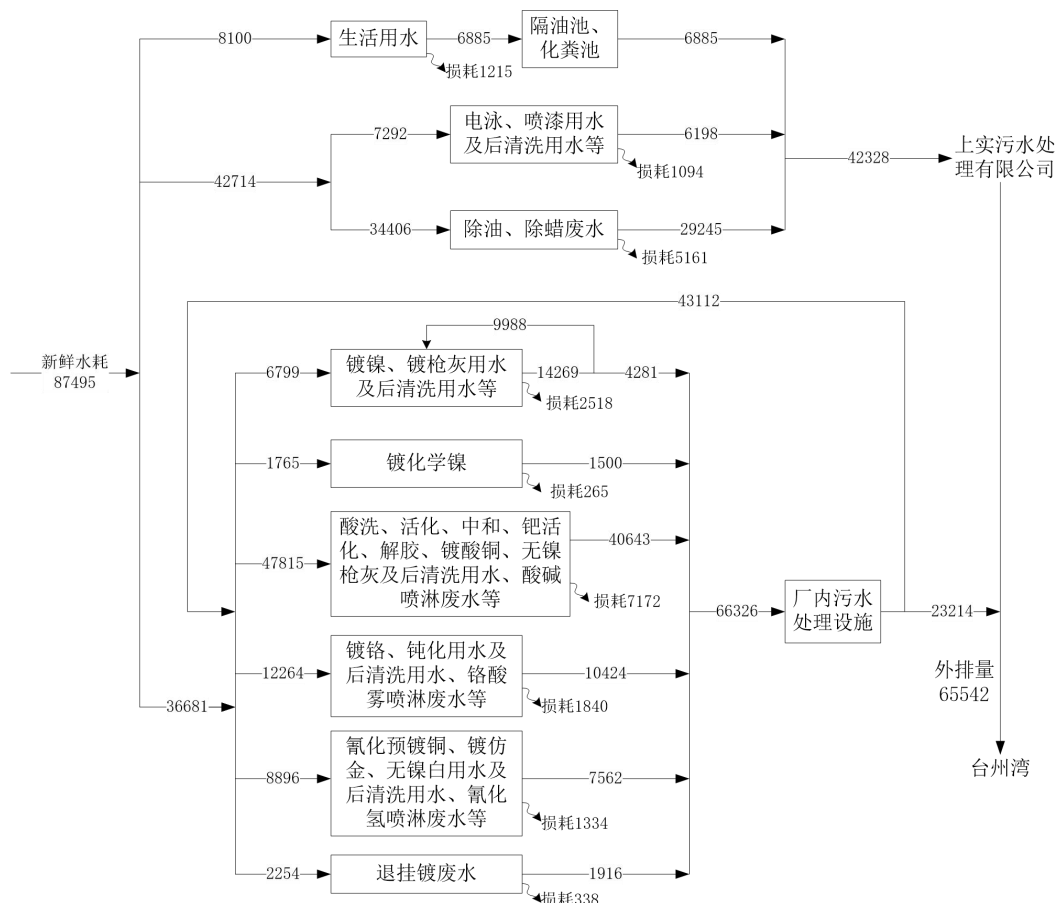 8100
生活用水
6885
隔油池、
化粪池
6885
损耗1215
7292
电泳、喷漆用水
及后清洗用水等
6198
损耗1094
42714
42328
上实污水处
理有限公司
34406
除油、除蜡废水
29245
损耗5161
43112
9988
新鲜水耗
87495
6799
镀镍、镀枪灰用水
及后清洗用水等
14269
4281
损耗2518
1765
镀化学镍
1500
损耗265
47815
酸洗、活化、中和、钯活
化、解胶、镀酸铜、无镍
枪灰及后清洗用水、酸碱
喷淋废水等
40643
损耗7172
66326
厂内污水
处理设施
23214
12264
镀铬、钝化用水及
后清洗用水、铬酸
雾喷淋废水等
10424
损耗1840
36681
外排量
65542
8896
氰化预镀铜、镀仿
金、无镍白用水及
后清洗用水、氰化
氢喷淋废水等
7562
损耗1334
台州湾
2254
退挂镀废水
1916
损耗338